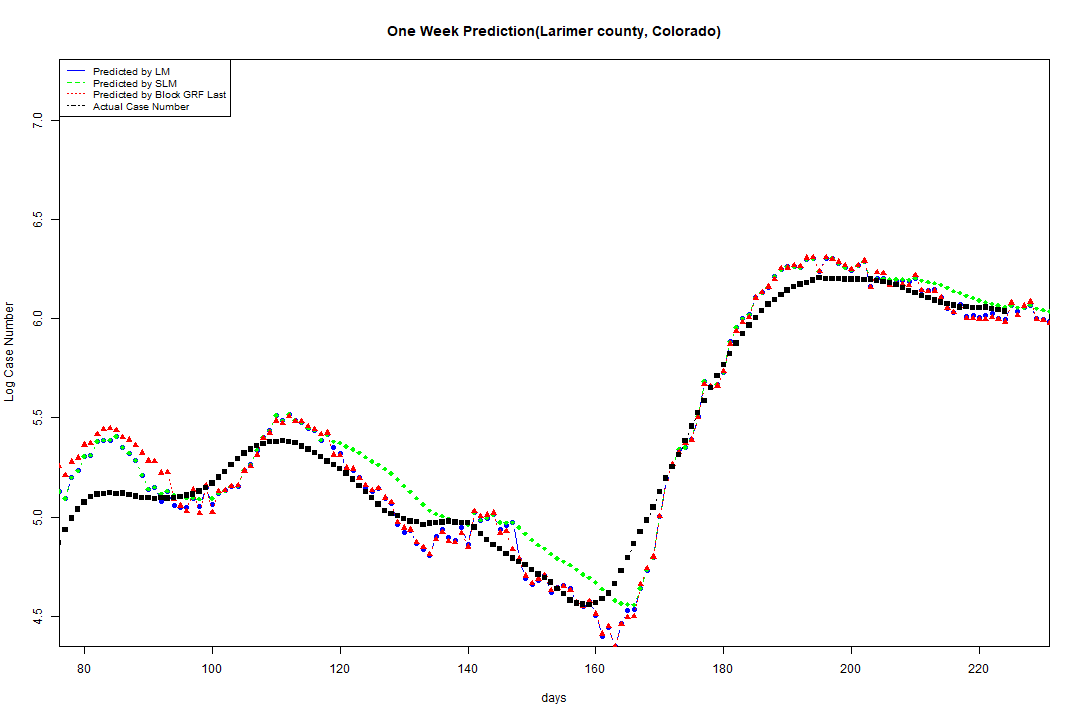 One Week Prediction(Larimer county, Colorado)
Predicted by LM
Predicted by SLM
Predicted by Block GRF Last
Actual Case Number
7.0
6.5
6.0
5.5
5.0
4.5
Log Case Number
80 100 120 140 160 180 200 220
days